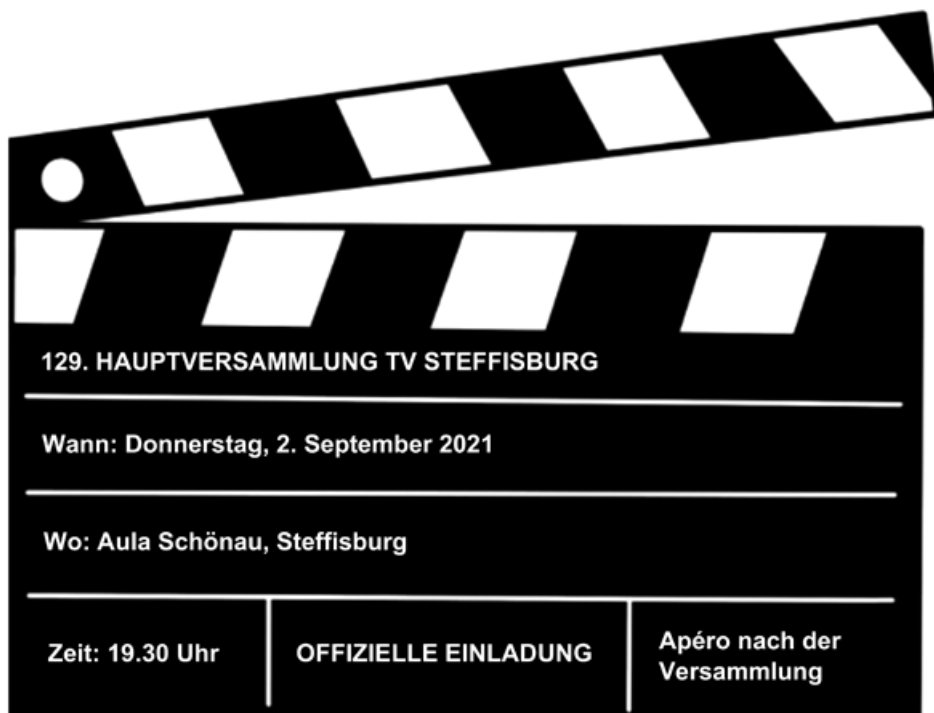 129. HAUPTVERSAMMLUNG TV STEFFISBURG
Wann: Donnerstag, 2. September 2021
Wo: Aula Schönau, Steffisburg
Zeit: 19.30 Uhr
OFFIZIELLE EINLADUNG
Apéro nach der
Versammlung